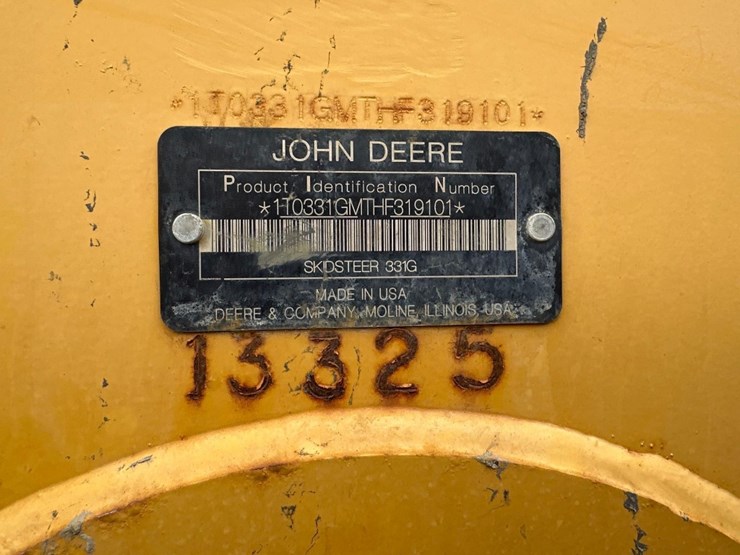 *1T0331GMTHF319101*
JOHN DEERE
Product Identification Number
*1T0331GMTHF319101*
SKIDSTEER 331G
MADE IN USA
DEERE & COMPANY, MOLINE, ILLINOIS, USA
13325